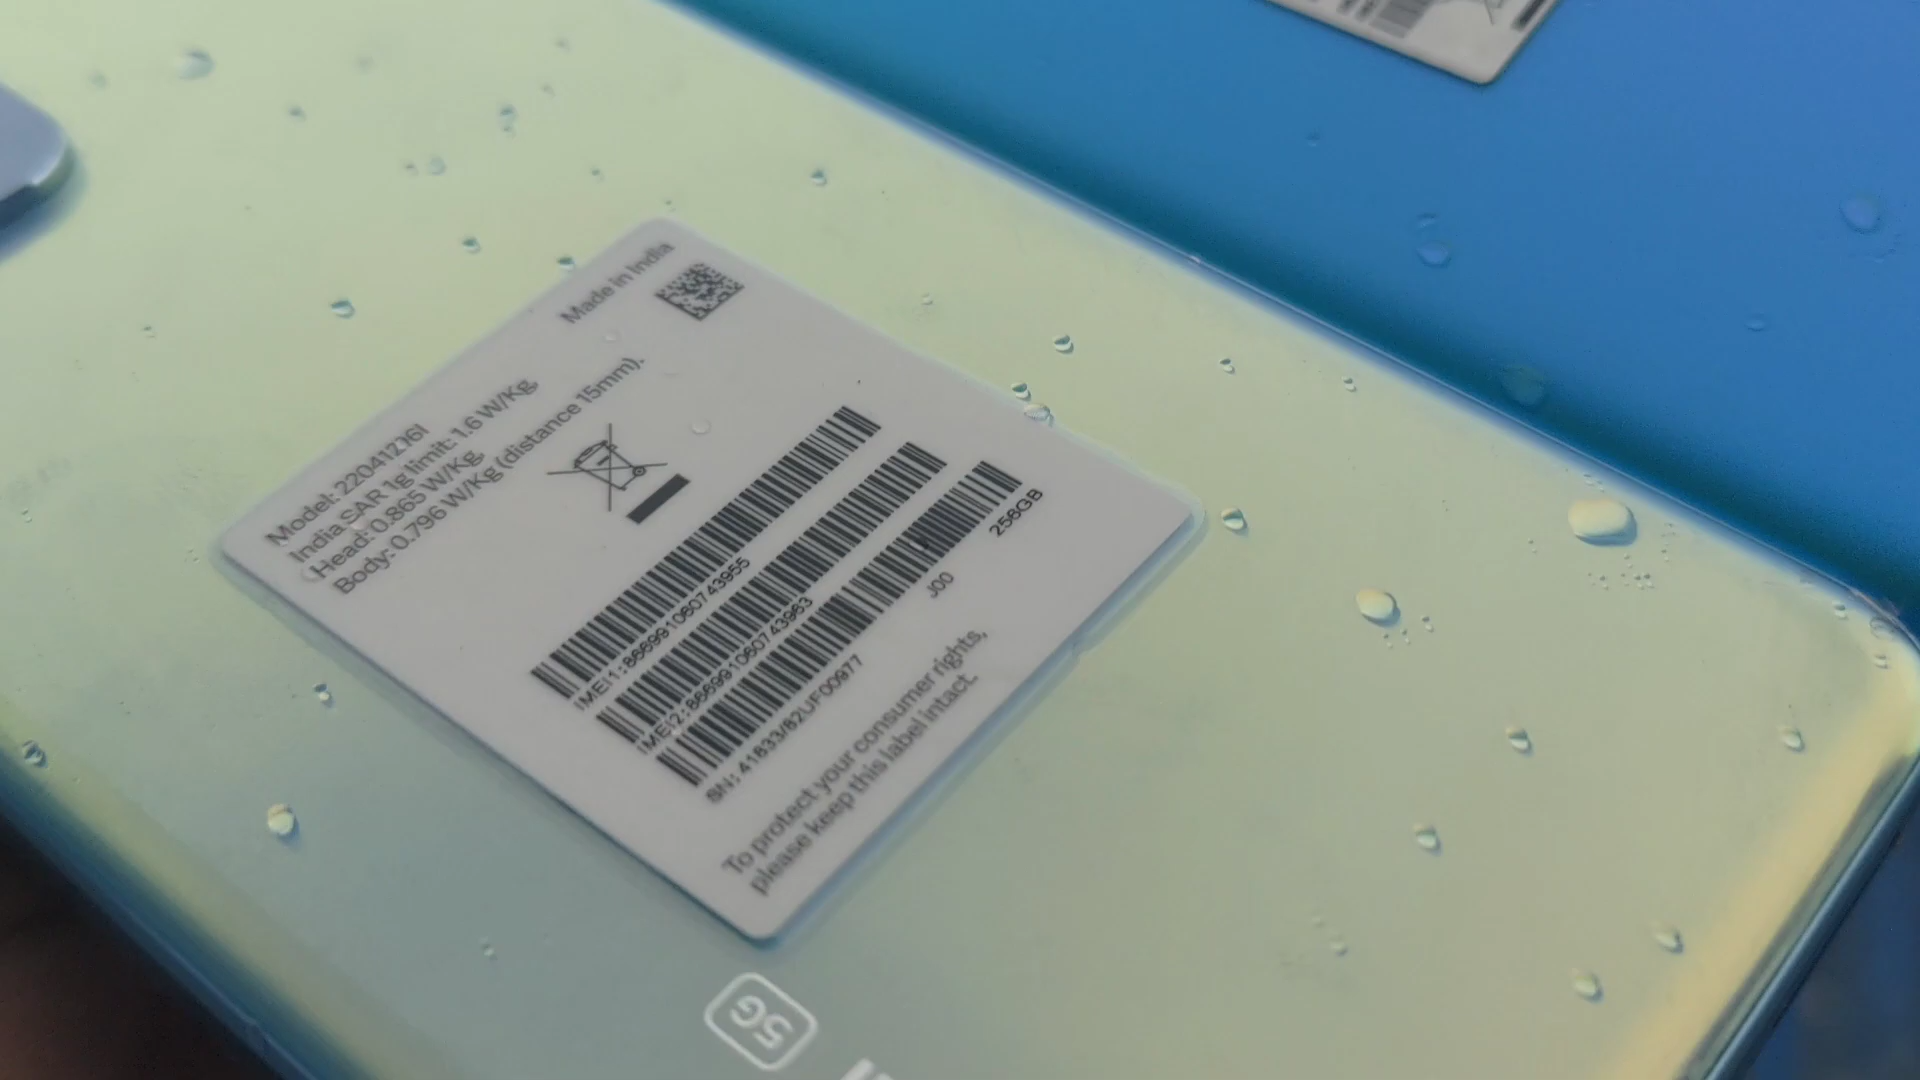 Made in India
Model: 22041216I
India SAR 1g limit: 1.6 W/Kg
Head: 0.865 W/Kg
Body: 0.796 W/Kg (distance 15mm).
IMEI1: 866991060743955
IMEI2: 866991060743963
256GB
SN: 41833/62UF00977
J00
To protect your consumer rights,
please keep this label intact.
5G